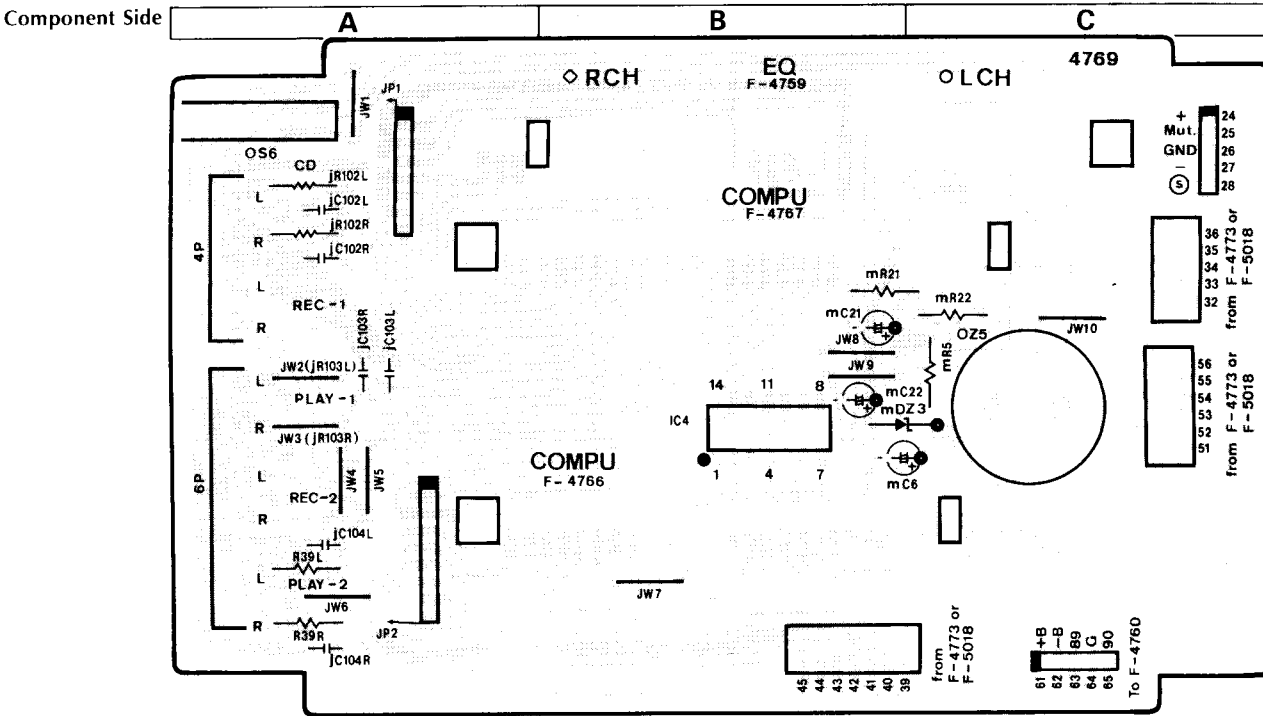 Component Side
A B C
4769
RCH
EQ
F-4759
LCH
JW1
JP1
OS6
CD
+
Mut.
GND
-
S
24
25
26
27
28
4P
L
R
L
R
jR102L
jC102L
jR102R
jC102R
REC-1
COMPU
F-4767
36
35
34
33
32
from F-4773 or
F-5018
jC103R
jC103L
mR21
mR22
mC21
OZ5
JW10
JW8
JW9
mR5
JW2(jR103L)
PLAY-1
JW3(jR103R)
6P
L
R
L
R
L
R
14 11 8
IC4
1 4 7
mC22
mDZ3
mC6
56
55
54
53
52
51
from F-4773 or
F-5018
COMPU
F-4766
REC-2
JW4
JW5
jC104L
R39L
PLAY-2
JW6
R39R
JP2
jC104R
JW7
45
44
43
42
41
40
39
from
F-4773 or
F-5018
+B
-B
89
G
90
61
62
63
64
65
To F-4760